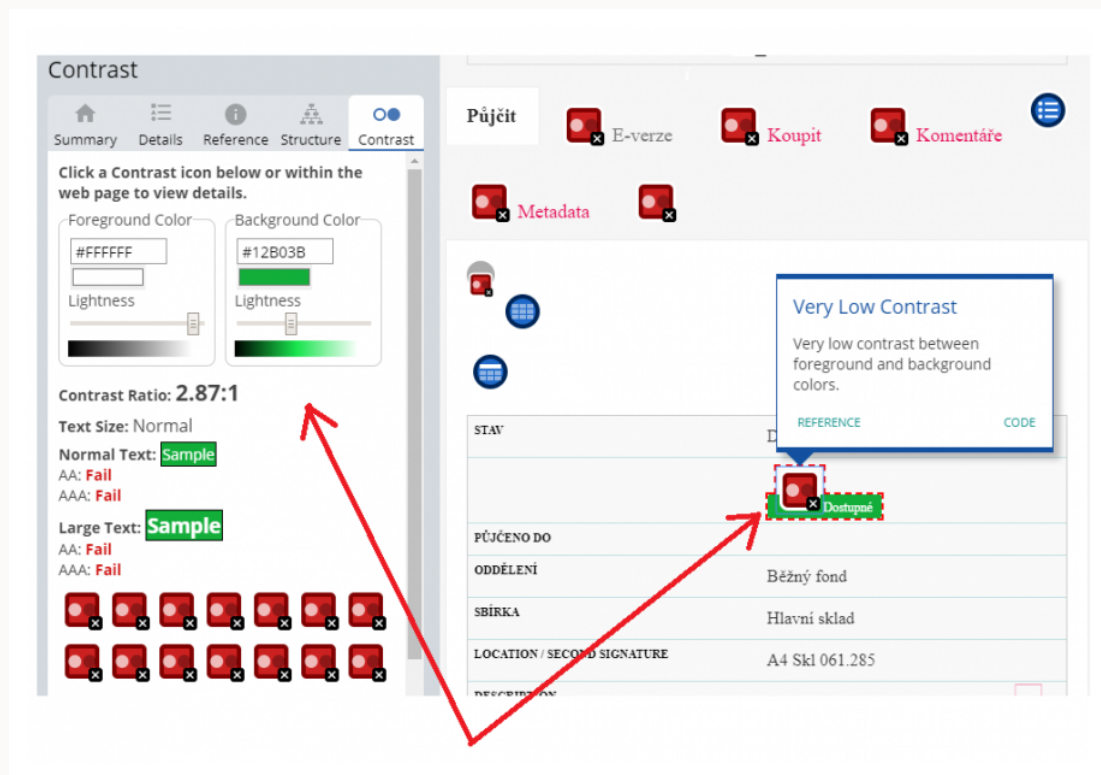 Contrast
Summary Details Reference Structure Contrast
Click a Contrast icon below or within the
web page to view details.
Foreground Color Background Color
#FFFFFF #12B03B
Lightness Lightness
Contrast Ratio: 2.87:1
Text Size: Normal
Normal Text: Sample
AA: Fail
AAA: Fail
Large Text: Sample
AA: Fail
AAA: Fail
Půjčit E-verze Koupit Komentáře
Metadata
Very Low Contrast
Very low contrast between
foreground and background
colors.
REFERENCE CODE
STAV
Dostupné
PŮJČENO DO
ODDĚLENÍ Běžný fond
SBÍRKA Hlavní sklad
LOCATION / SECOND SIGNATURE A4 Skl 061.285
DESCRIPTION